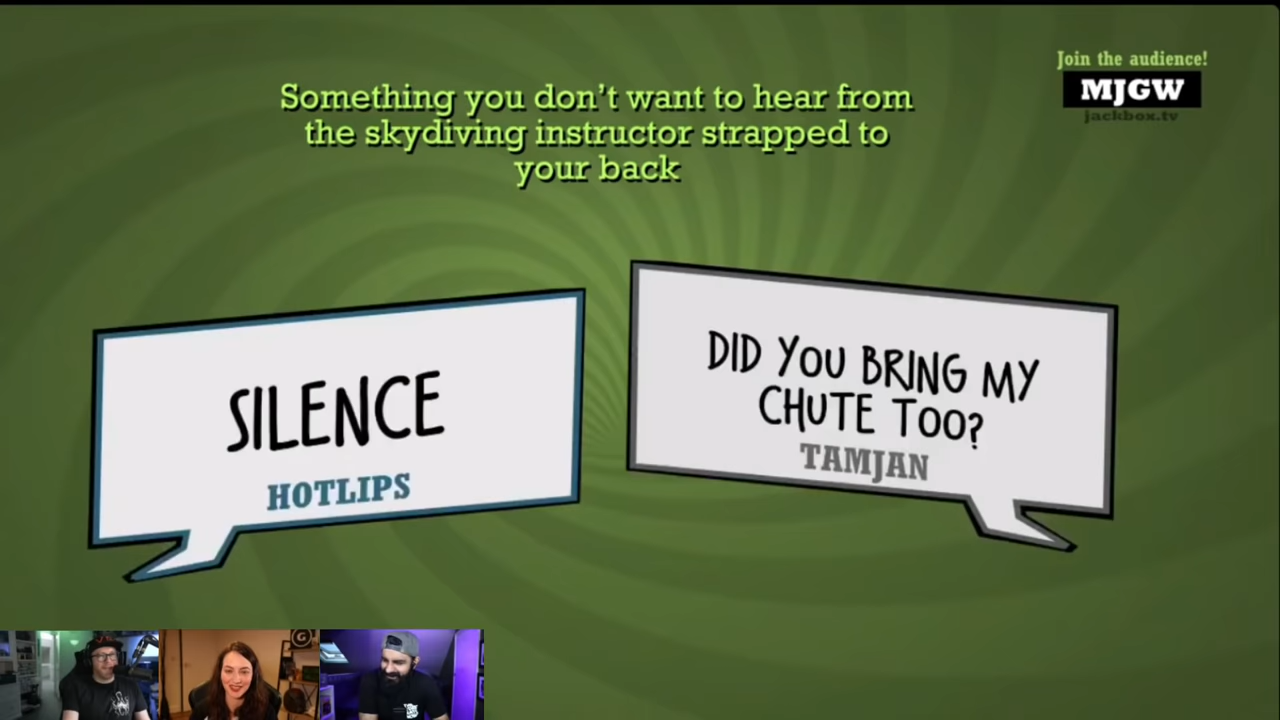 Join the audience!
MJGW
jackbox.tv
Something you don't want to hear from
the skydiving instructor strapped to
your back
SILENCE
HOTLIPS
DID YOU BRING MY
CHUTE TOO?
TAMJAN